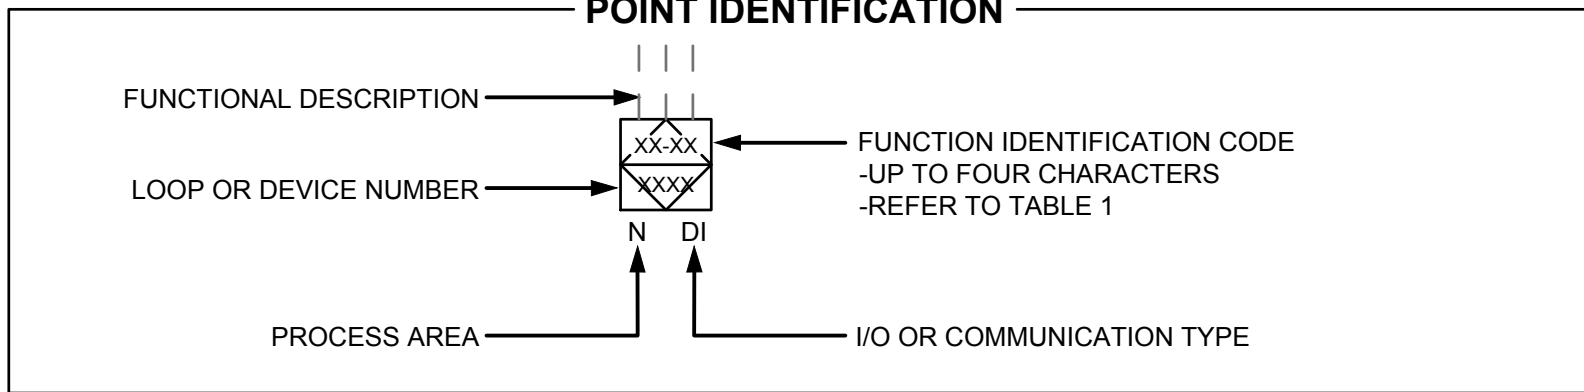 POINT IDENTIFICATION
FUNCTIONAL DESCRIPTION
XX-XX
FUNCTION IDENTIFICATION CODE
-UP TO FOUR CHARACTERS
-REFER TO TABLE 1
LOOP OR DEVICE NUMBER
XXXX
N DI
PROCESS AREA
I/O OR COMMUNICATION TYPE